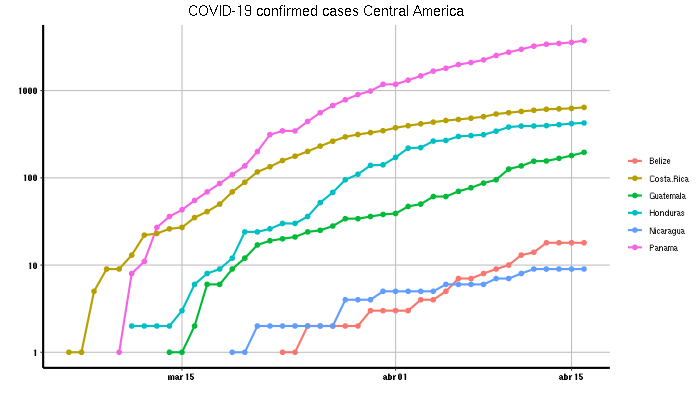 COVID-19 confirmed cases Central America
1000
100
10
1
mar 15
abr 01
abr 15
Belize
Costa.Rica
Guatemala
Honduras
Nicaragua
Panama